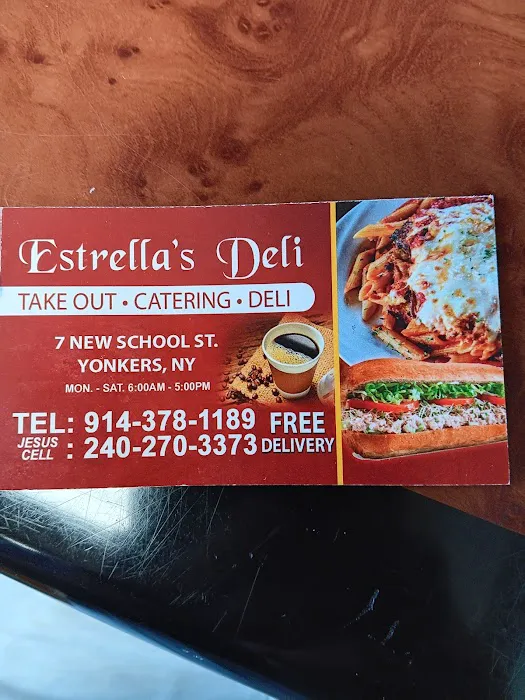 Estrella's Deli
TAKE OUT • CATERING • DELI
7 NEW SCHOOL ST.
YONKERS, NY
MON. - SAT. 6:00AM - 5:00PM
TEL: 914-378-1189
JESUS CELL : 240-270-3373
FREE
DELIVERY